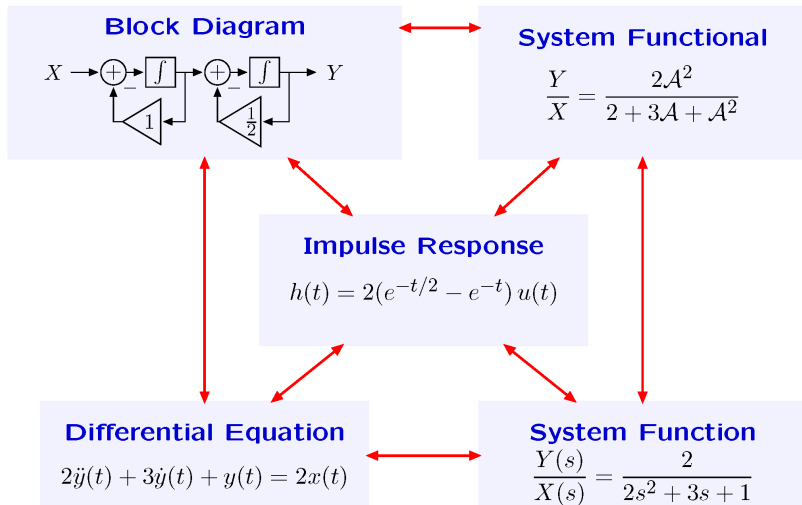 Block Diagram
X + − ∫ + − ∫ Y
1 1/2
System Functional
Y/X = 2𝒜²/(2 + 3𝒜 + 𝒜²)
Impulse Response
h(t) = 2(e^{−t/2} − e^{−t}) u(t)
Differential Equation
2ÿ(t) + 3ẏ(t) + y(t) = 2x(t)
System Function
Y(s)/X(s) = 2/(2s² + 3s + 1)